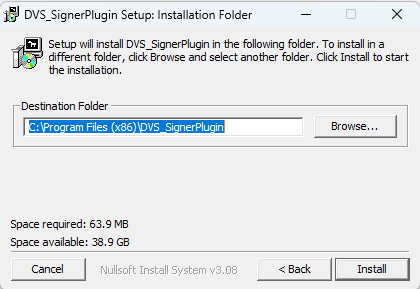 DVS_SignerPlugin Setup: Installation Folder
Setup will install DVS_SignerPlugin in the following folder. To install in a
different folder, click Browse and select another folder. Click Install to start
the installation.
Destination Folder
C:\Program Files (x86)\DVS_SignerPlugin
Browse...
Space required: 63.9 MB
Space available: 38.9 GB
Cancel
Nullsoft Install System v3.08
< Back
Install